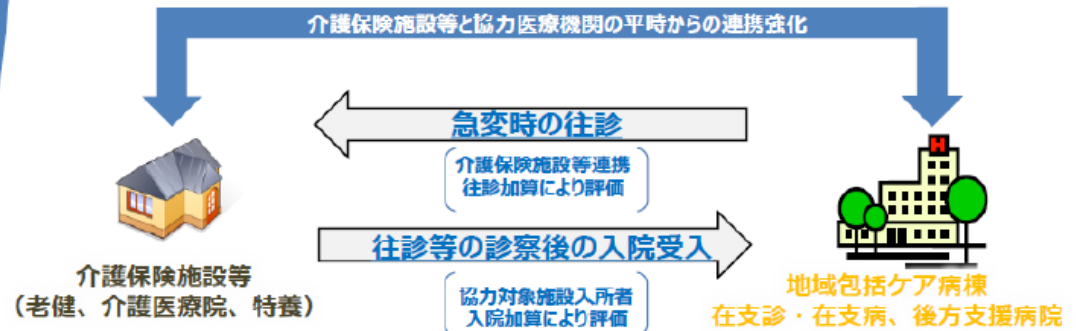 介護保険施設等と協力医療機関の平時からの連携強化
急変時の往診
介護保険施設等連携
往診加算により評価
H
往診等の診察後の入院受入
介護保険施設等
（老健、介護医療院、特養）
協力対象施設入所者
入院加算により評価
地域包括ケア病棟
在支診・在支病、後方支援病院